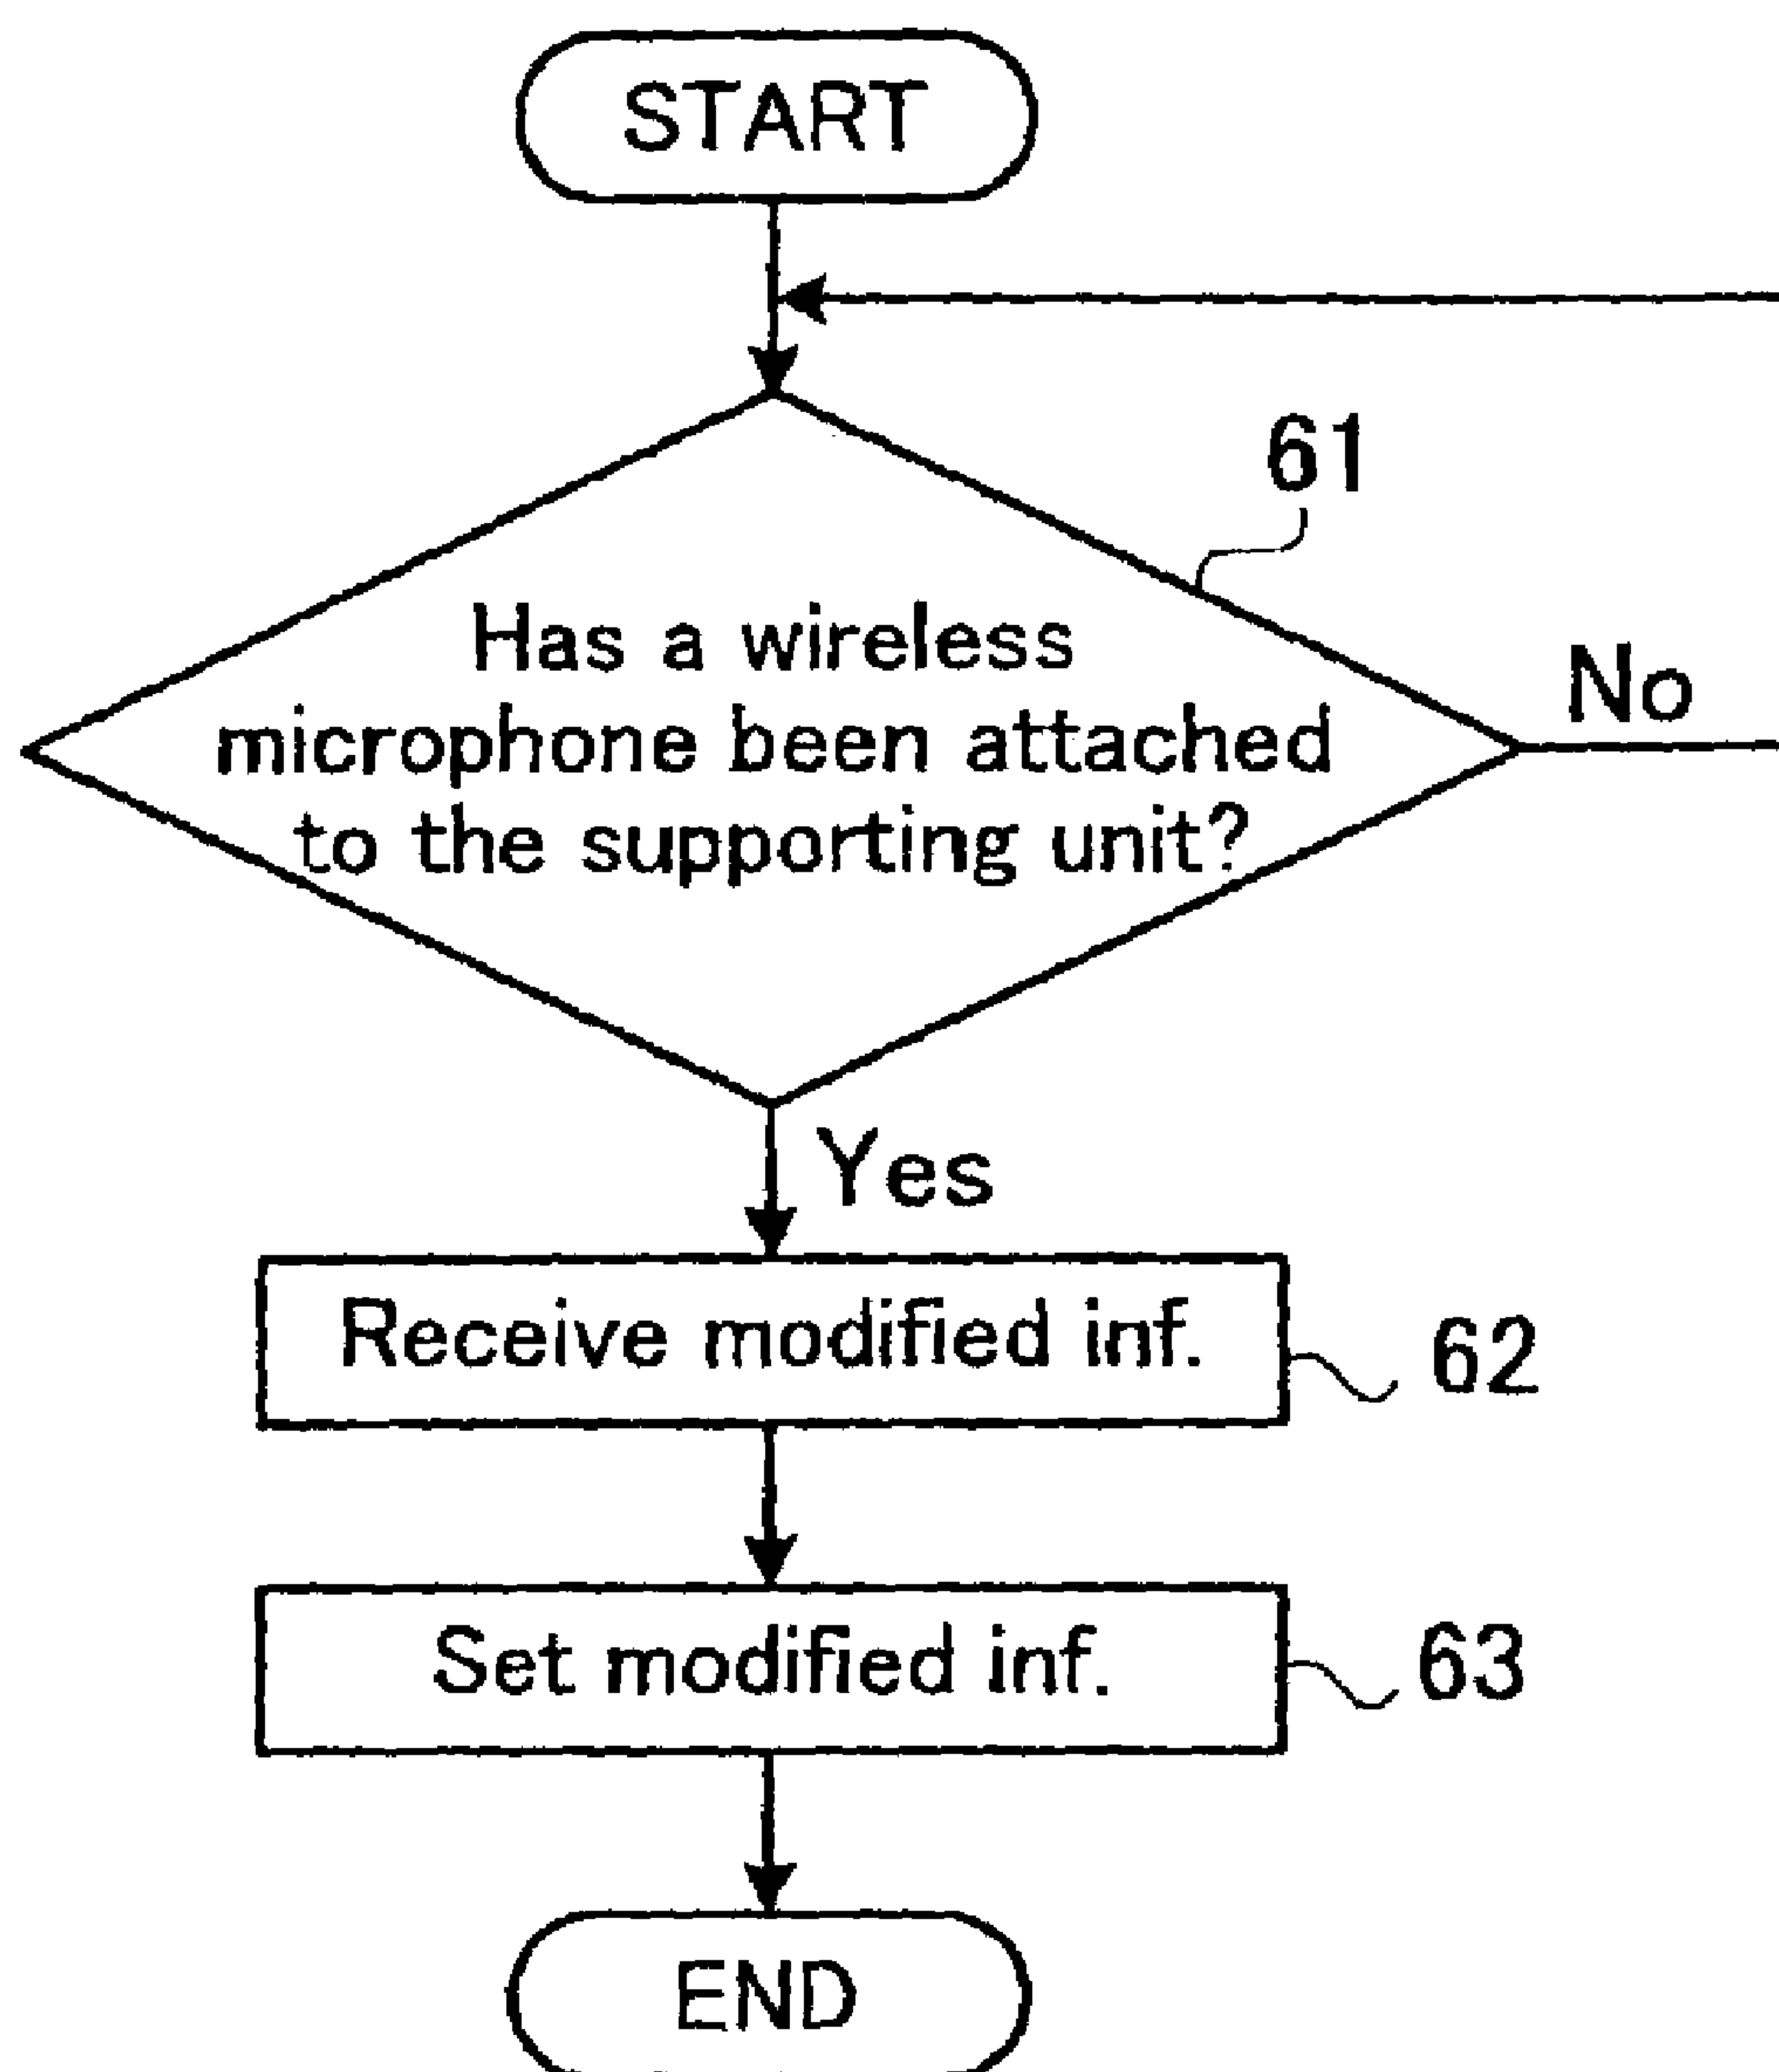 START
61
Has a wireless
microphone been attached
to the supporting unit?
No
Yes
Receive modified inf.
62
Set modified inf.
63
END